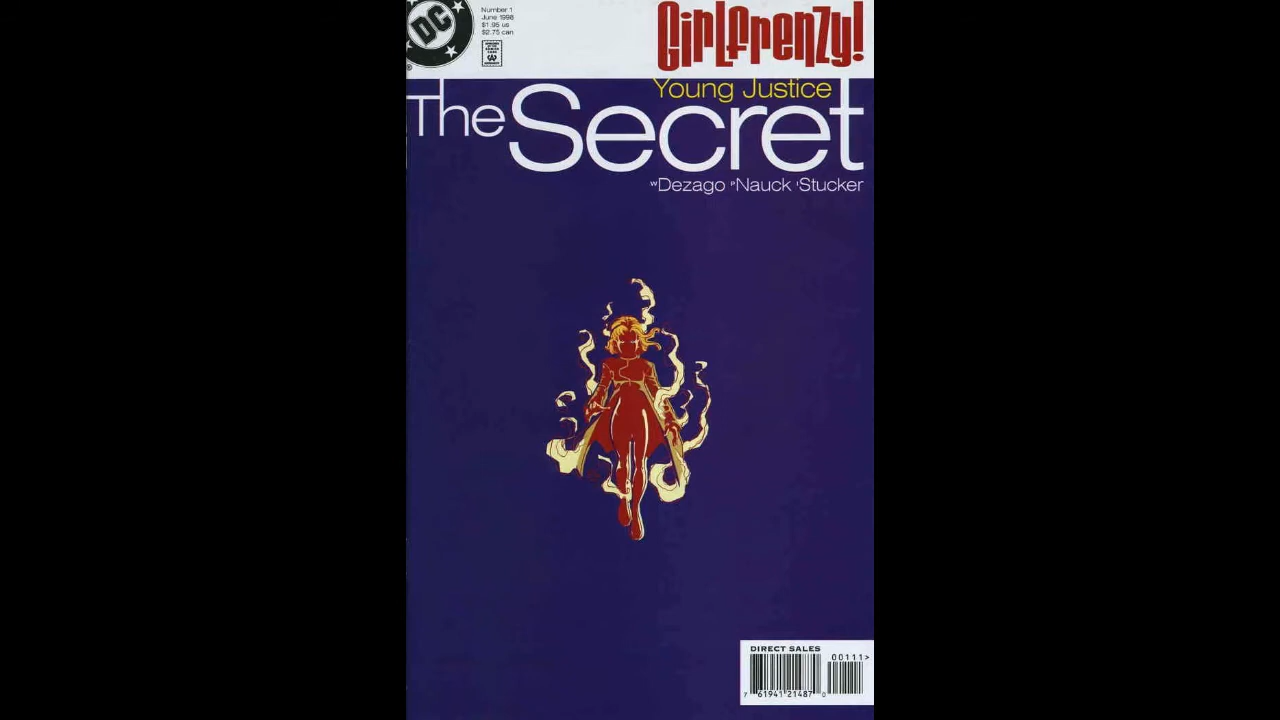 DC
Number 1
June 1998
$1.95 us
$2.75 can
GirlFrenzy!
Young Justice
The Secret
w Dezago p Nauck i Stucker
DIRECT SALES
00111>
7 61941 21487 0